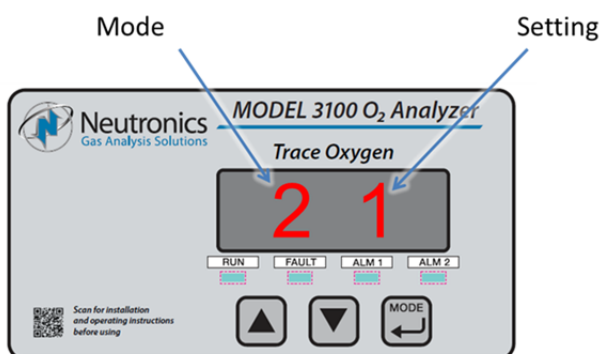 Mode Setting
Neutronics
Gas Analysis Solutions
MODEL 3100 O₂ Analyzer
Trace Oxygen
2 1
RUN FAULT ALM 1 ALM 2
Scan for installation
and operating instructions
before using
MODE